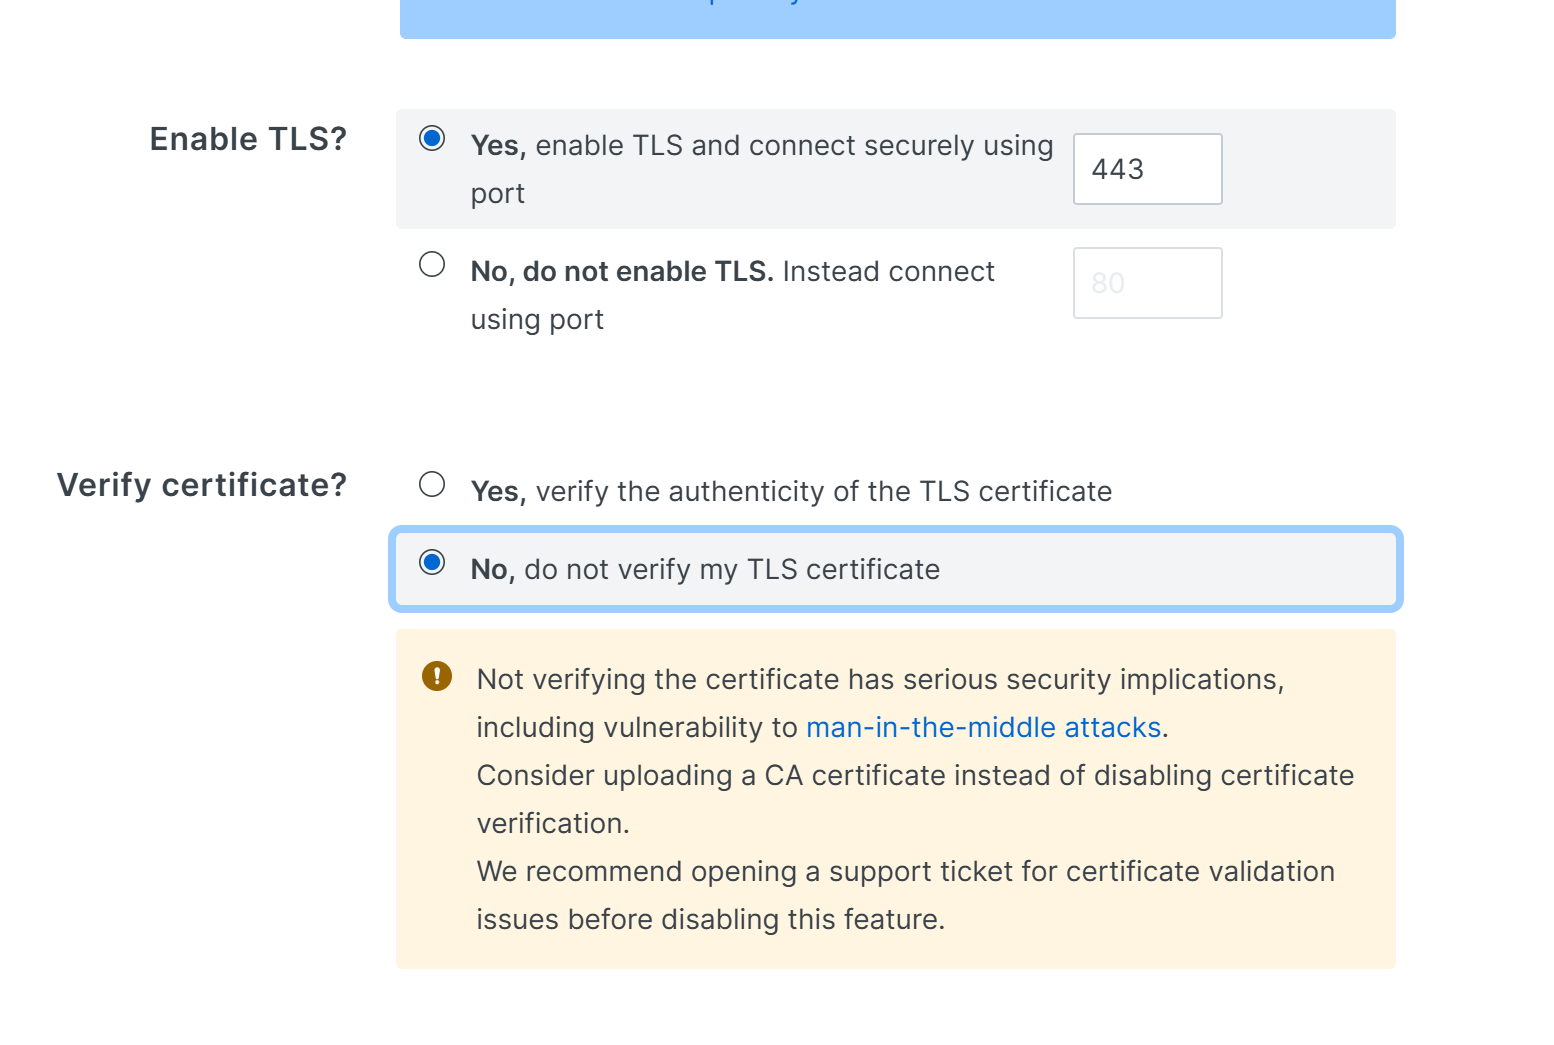 Enable TLS?
Yes, enable TLS and connect securely using
port
443
No, do not enable TLS. Instead connect
using port
80
Verify certificate?
Yes, verify the authenticity of the TLS certificate
No, do not verify my TLS certificate
Not verifying the certificate has serious security implications,
including vulnerability to man-in-the-middle attacks.
Consider uploading a CA certificate instead of disabling certificate
verification.
We recommend opening a support ticket for certificate validation
issues before disabling this feature.